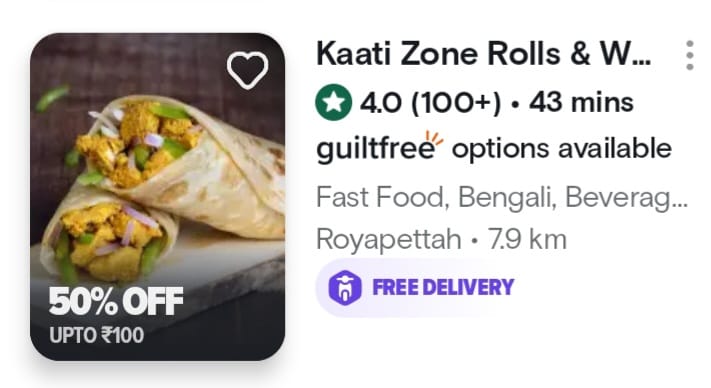 Kaati Zone Rolls & W...
4.0 (100+) • 43 mins
guiltfree options available
Fast Food, Bengali, Beverag...
Royapettah • 7.9 km
FREE DELIVERY
50% OFF
UPTO ₹100